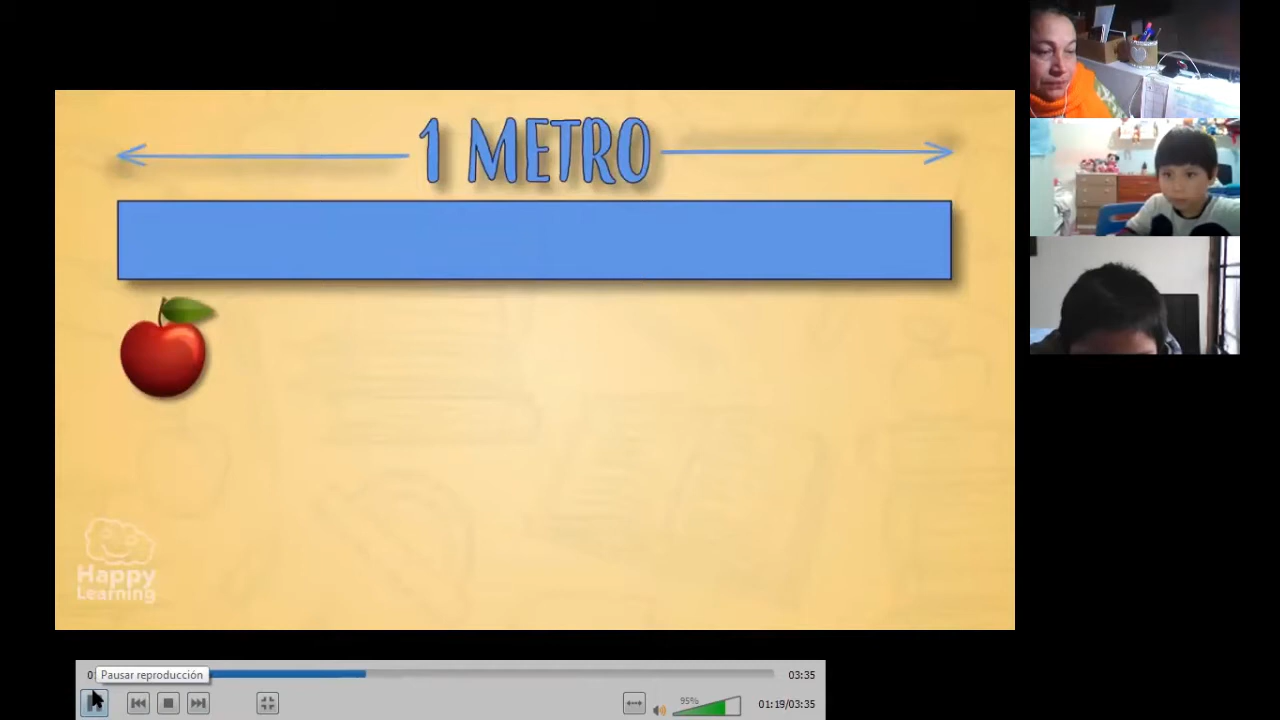 1 METRO
Happy
Learning
0
Pausar reproducción
03:35
95%
01:19/03:35